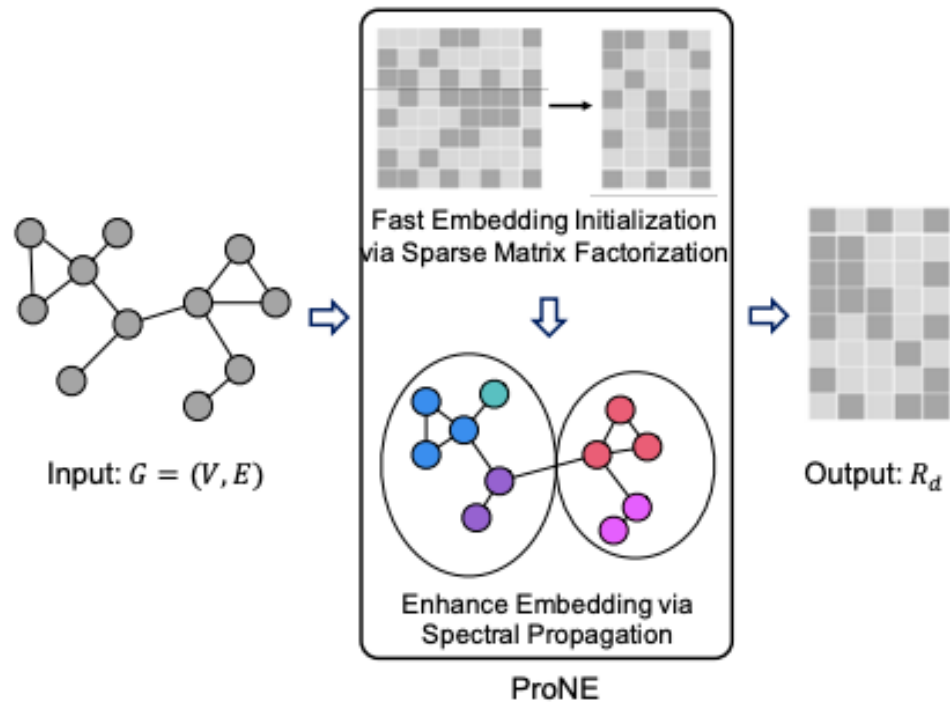 Fast Embedding Initialization
via Sparse Matrix Factorization
Input: G = (V, E)
Output: R_d
Enhance Embedding via
Spectral Propagation
ProNE